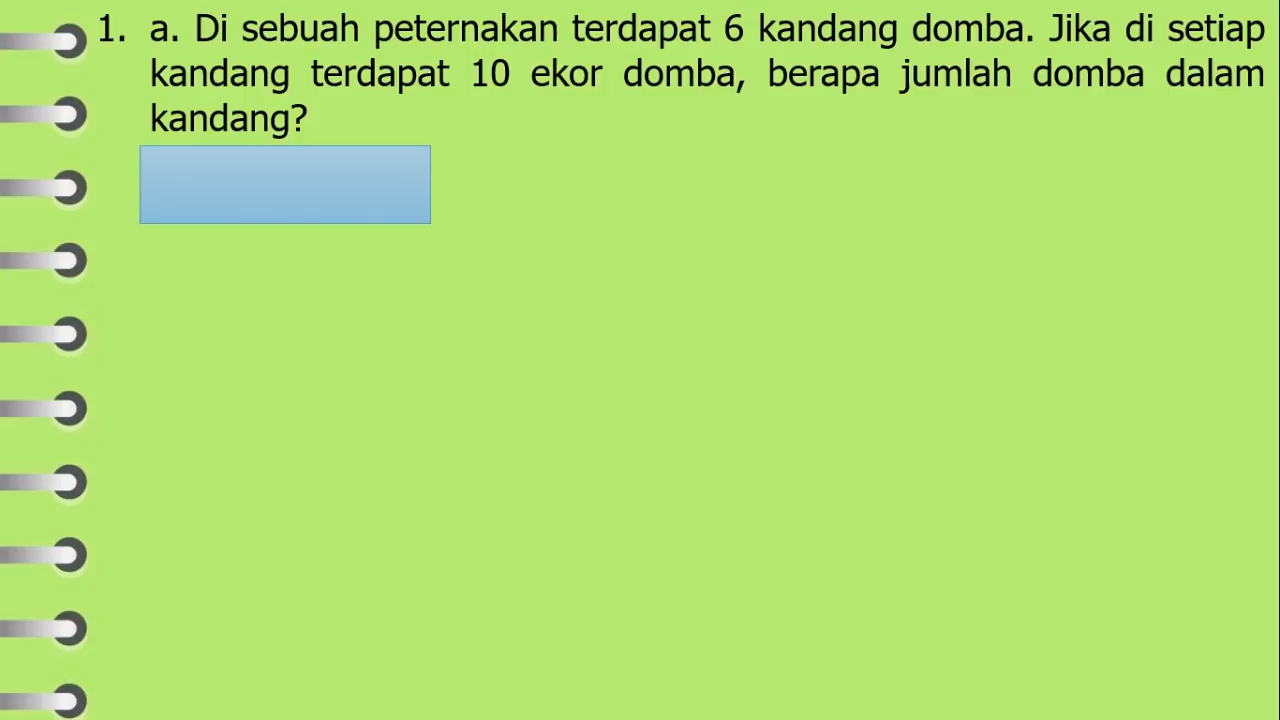 1. a. Di sebuah peternakan terdapat 6 kandang domba. Jika di setiap
kandang terdapat 10 ekor domba, berapa jumlah domba dalam
kandang?